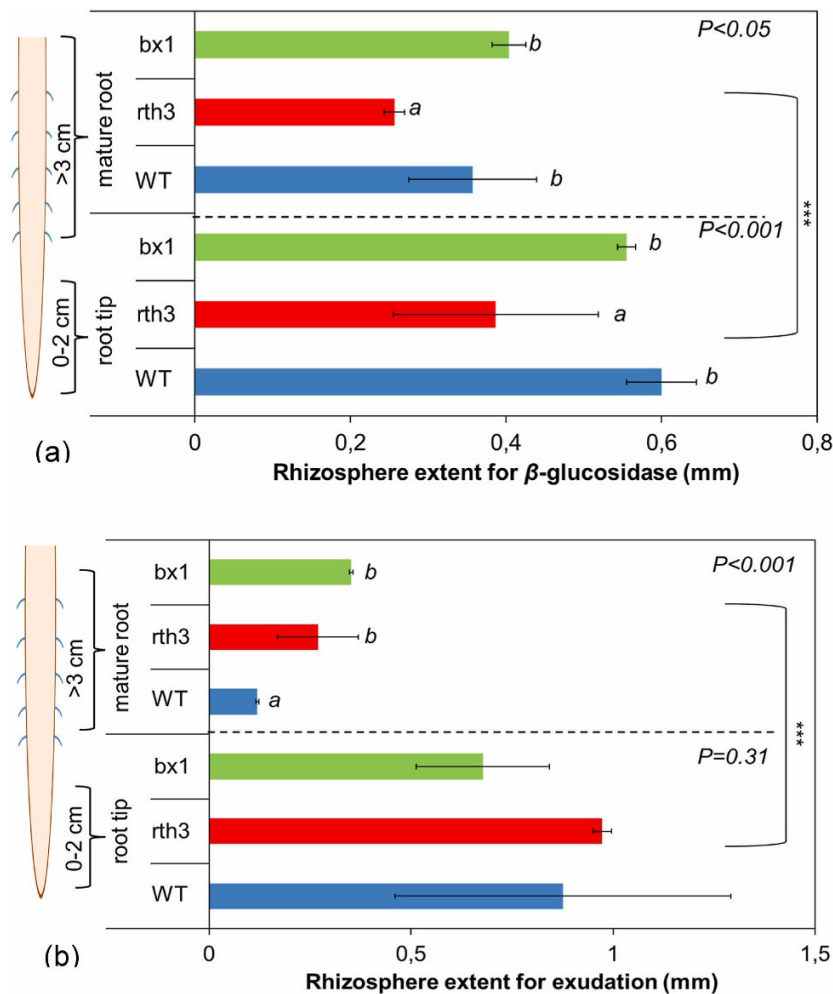 bx1
b
P<0.05
rth3
a
WT
b
>3 cm
mature root
***
bx1
b
P<0.001
rth3
a
WT
b
0-2 cm
root tip
0
0,2
0,4
0,6
0,8
(a)
Rhizosphere extent for β-glucosidase (mm)
bx1
b
P<0.001
rth3
b
WT
a
>3 cm
mature root
***
bx1
P=0.31
rth3
WT
0-2 cm
root tip
0
0,5
1
1,5
(b)
Rhizosphere extent for exudation (mm)